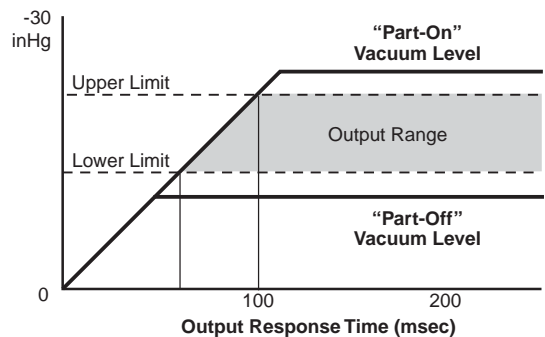 -30
inHg
“Part-On”
Vacuum Level
Upper Limit
Output Range
Lower Limit
“Part-Off”
Vacuum Level
0
100
200
Output Response Time (msec)